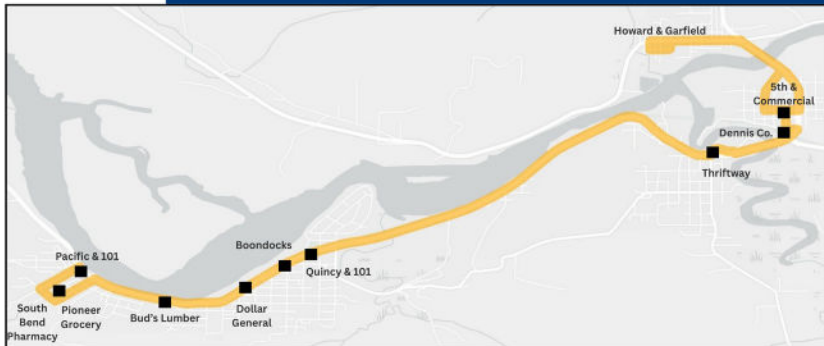 Howard & Garfield
5th &
Commercial
Dennis Co.
Thriftway
Boondocks
Quincy & 101
Pacific & 101
South
Bend
Pharmacy
Pioneer
Grocery
Bud's Lumber
Dollar
General